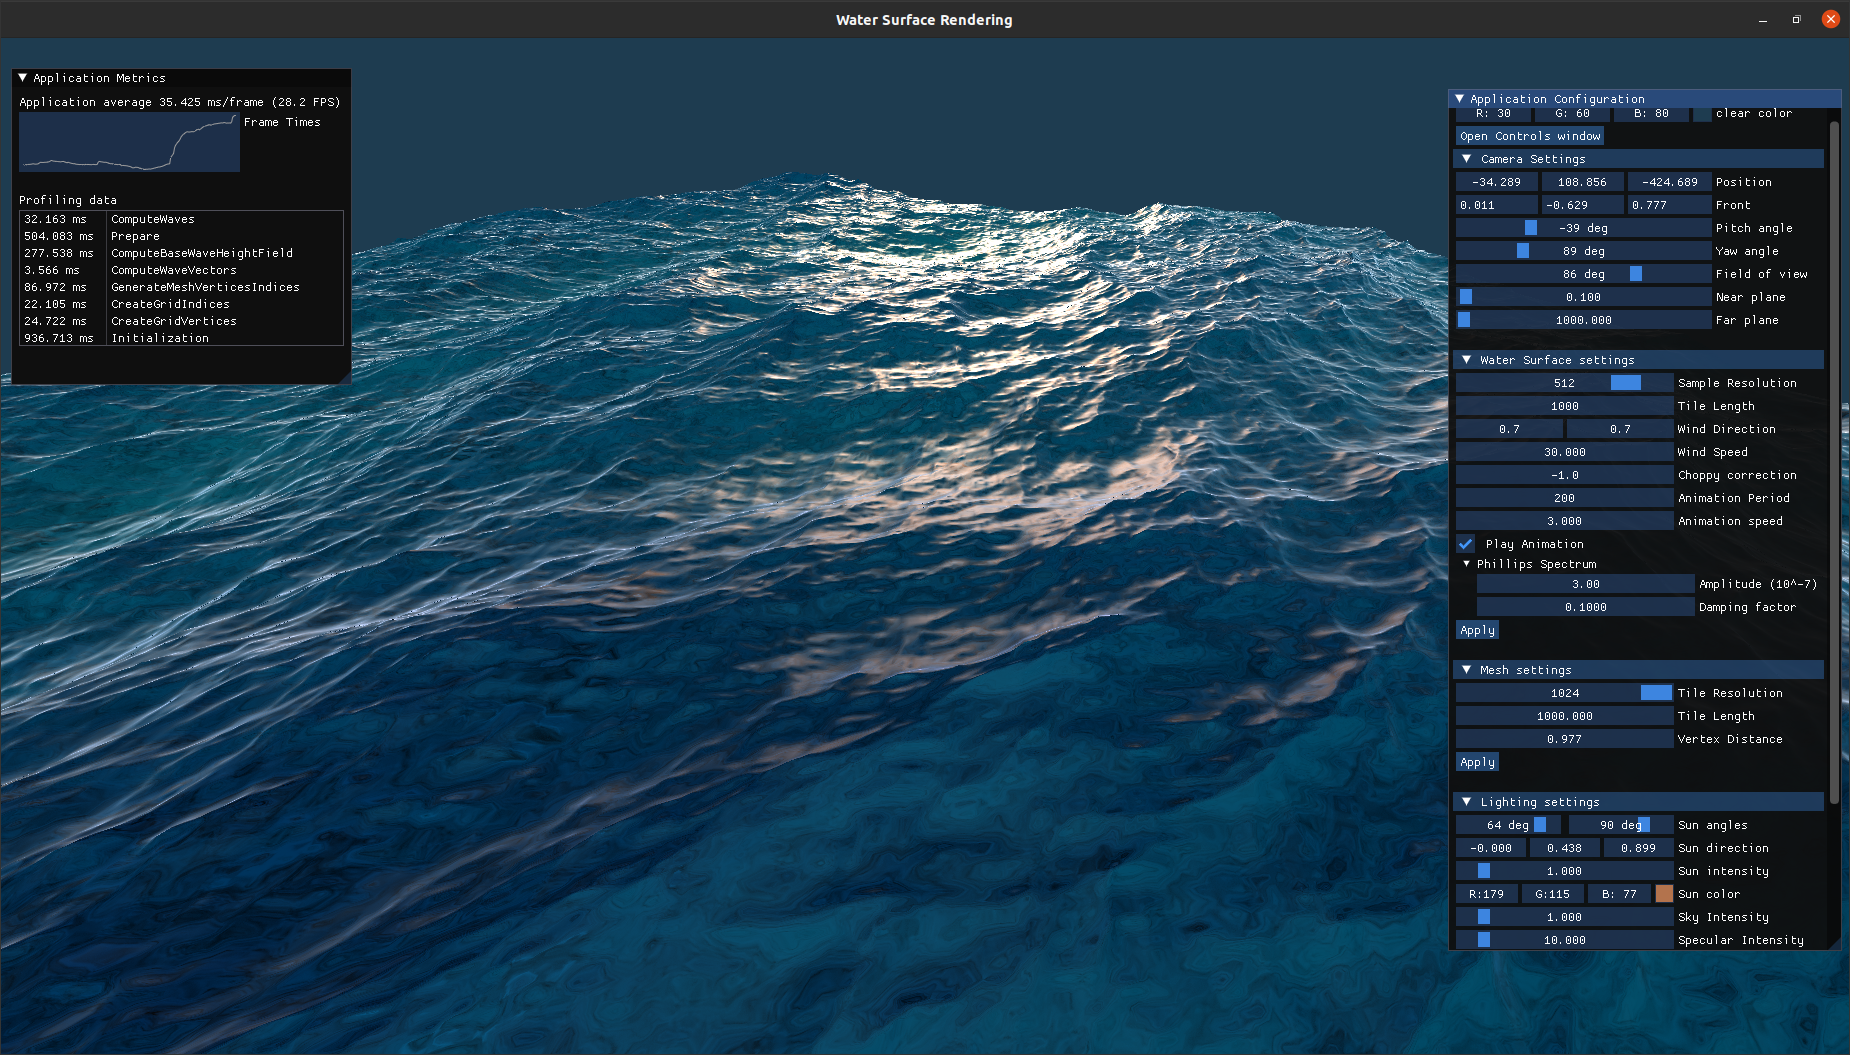 Water Surface Rendering
Application Metrics
Application average 35.425 ms/frame (28.2 FPS)
Frame Times
Profiling data
32.163 ms ComputeWaves
504.083 ms Prepare
277.538 ms ComputeBaseWaveHeightField
3.566 ms ComputeWaveVectors
86.972 ms GenerateMeshVerticesIndices
22.105 ms CreateGridIndices
24.722 ms CreateGridVertices
936.713 ms Initialization
Application Configuration
R: 30 G: 60 B: 80 clear color
Open Controls window
Camera Settings
-34.289 108.856 -424.689 Position
0.011 -0.629 0.777 Front
-39 deg Pitch angle
89 deg Yaw angle
86 deg Field of view
0.100 Near plane
1000.000 Far plane
Water Surface settings
512 Sample Resolution
1000 Tile Length
0.7 0.7 Wind Direction
30.000 Wind Speed
-1.0 Choppy correction
200 Animation Period
3.000 Animation speed
Play Animation
Phillips Spectrum
3.00 Amplitude (10^-7)
0.1000 Damping factor
Apply
Mesh settings
1024 Tile Resolution
1000.000 Tile Length
0.977 Vertex Distance
Apply
Lighting settings
64 deg 90 deg Sun angles
-0.000 0.438 0.899 Sun direction
1.000 Sun intensity
R:179 G:115 B: 77 Sun color
1.000 Sky Intensity
10.000 Specular Intensity